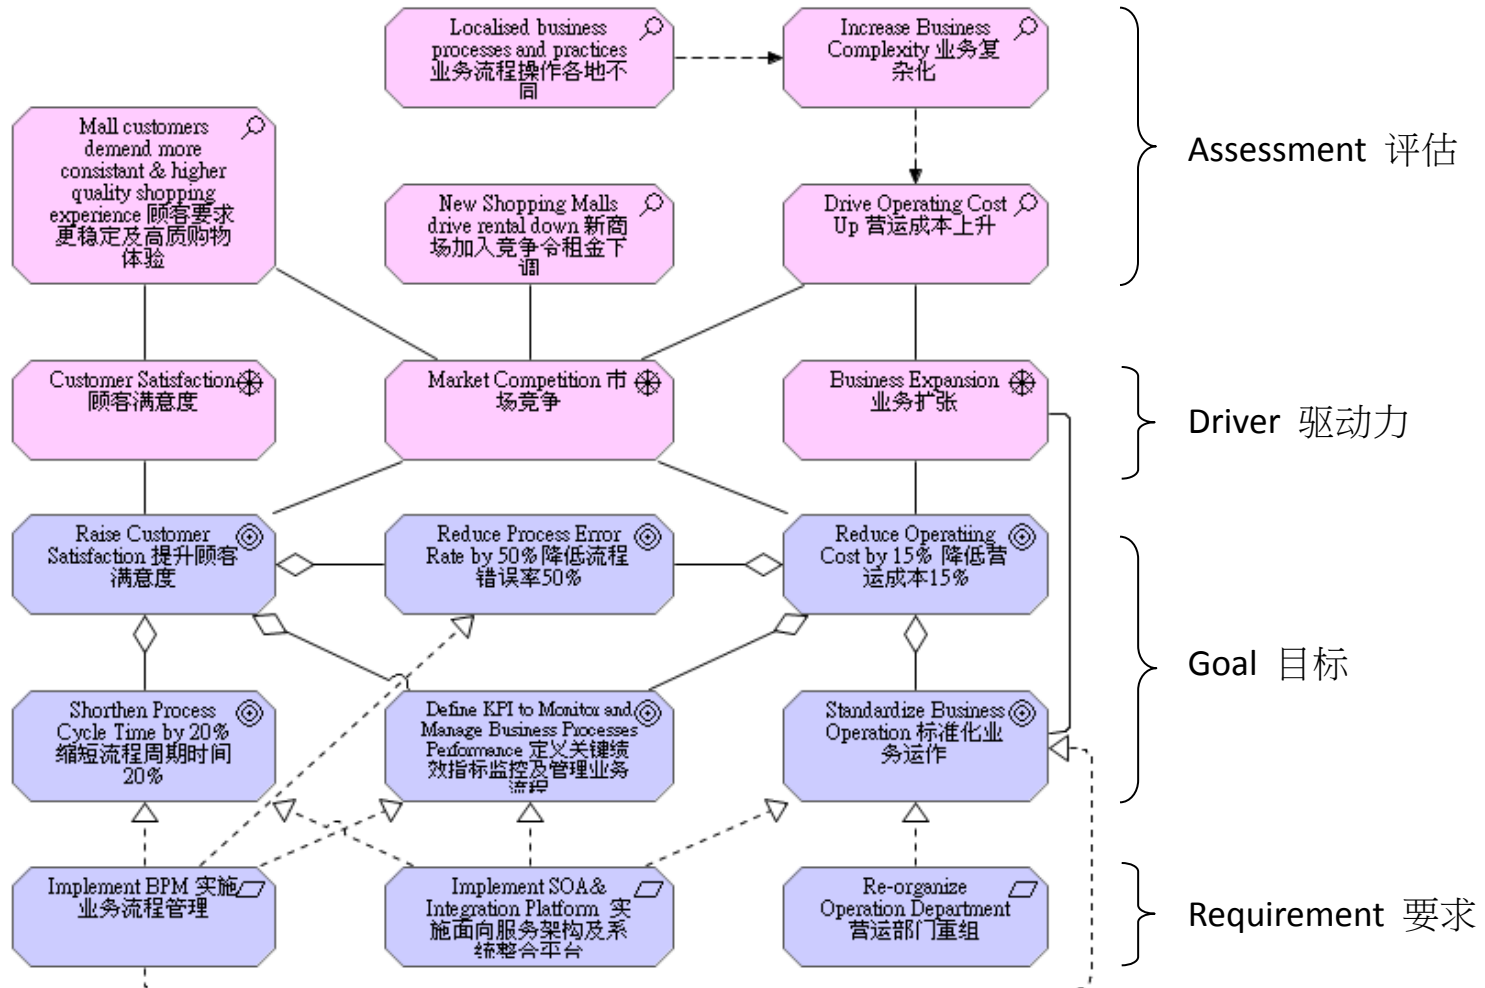 Localised business
processes and practices
业务流程操作各地不
同
Increase Business
Complexity 业务复
杂化
Mall customers
demend more
consistant & higher
quality shopping
experience 顾客要求
更稳定及高质购物
体验
New Shopping Malls
drive rental down 新商
场加入竞争令租金下
调
Drive Operating Cost
Up 营运成本上升
Assessment 评估
Customer Satisfaction
顾客满意度
Market Competition 市
场竞争
Business Expansion
业务扩张
Driver 驱动力
Raise Customer
Satisfaction 提升顾客
满意度
Reduce Process Error
Rate by 50% 降低流程
错误率50%
Reduce Operatiing
Cost by 15% 降低营
运成本15%
Goal 目标
Shorthen Process
Cycle Time by 20%
缩短流程周期时间
20%
Define KPI to Monitor and
Manage Business Processes
Performance 定义关键绩
效指标监控及管理业务
流程
Standardize Business
Operation 标准化业
务运作
Implement BPM 实施
业务流程管理
Implement SOA &
Integration Platform 实
施面向服务架构及系
统整合平台
Re-organize
Operation Department
营运部门重组
Requirement 要求